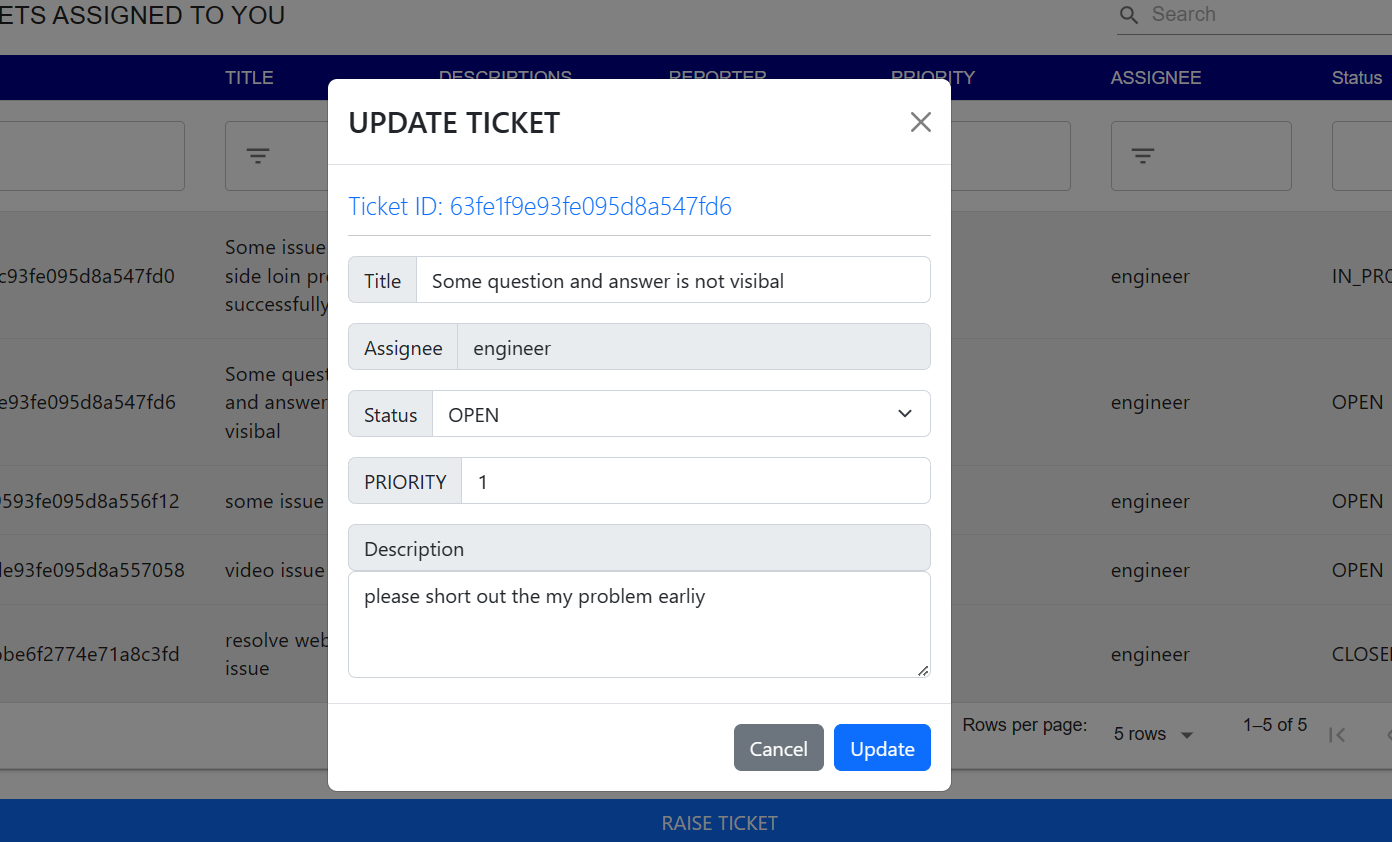 ETS ASSIGNED TO YOU
Search
TITLE DESCRIPTIONS REPORTER PRIORITY ASSIGNEE Status
UPDATE TICKET
Ticket ID: 63fe1f9e93fe095d8a547fd6
Title Some question and answer is not visibal
Assignee engineer
Status OPEN
PRIORITY 1
Description
please short out the my problem earliy
Cancel Update
Some issue
c93fe095d8a547fd0 side loin pro engineer IN_PRO
successfully
Some quest
e93fe095d8a547fd6 and answer engineer OPEN
visibal
9593fe095d8a556f12 some issue engineer OPEN
de93fe095d8a557058 video issue engineer OPEN
resolve web
bbe6f2774e71a8c3fd issue engineer CLOSE
Rows per page: 5 rows 1–5 of 5
RAISE TICKET